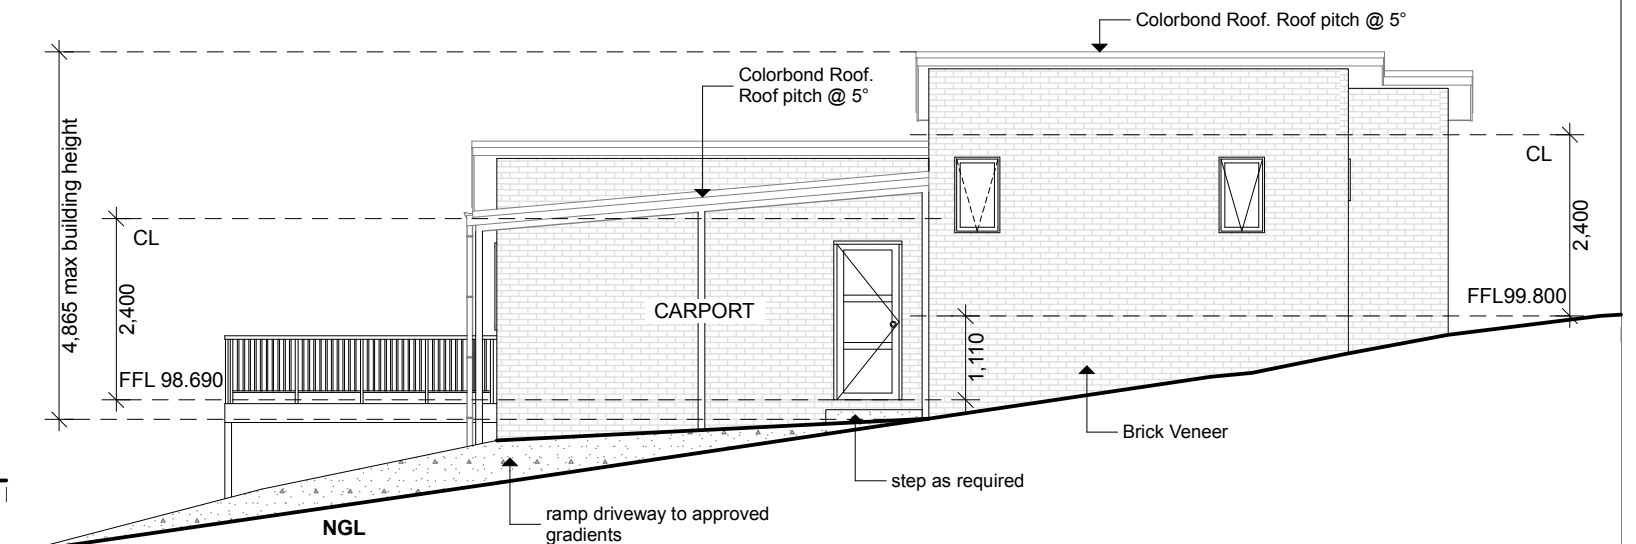 Colorbond Roof. Roof pitch @ 5°
Colorbond Roof.
Roof pitch @ 5°
4,865 max building height
CL
CL
2,400
2,400
FFL99.800
CARPORT
1,110
FFL 98.690
Brick Veneer
step as required
ramp driveway to approved
gradients
NGL